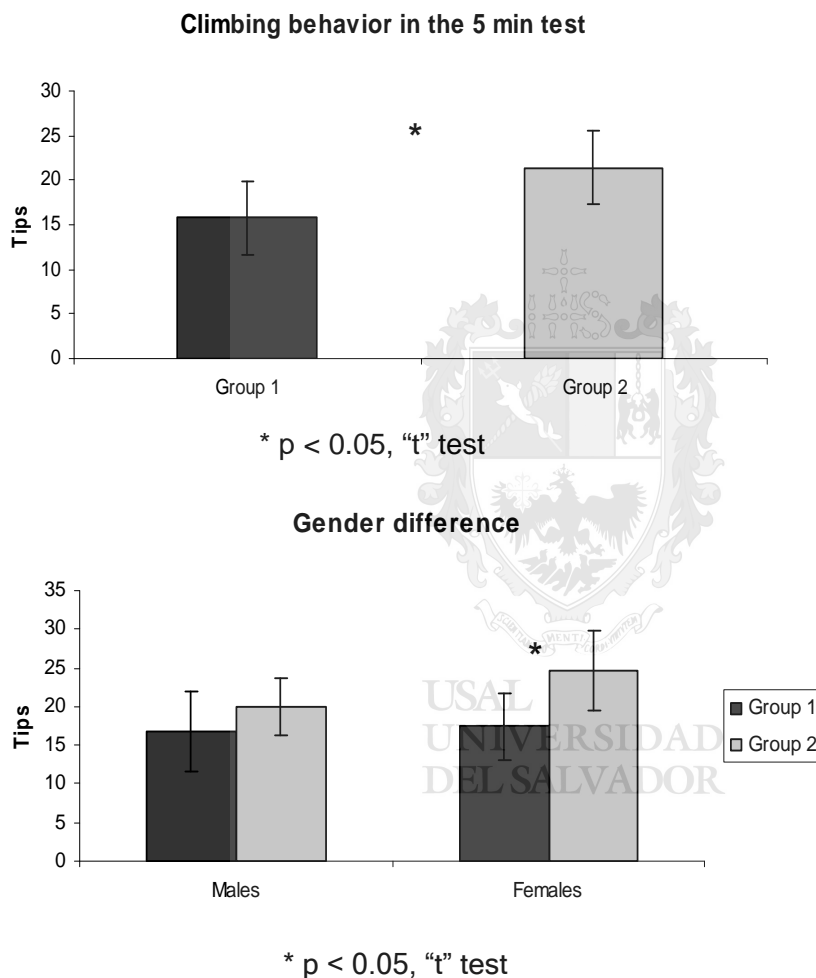 Climbing behavior in the 5 min test
30
25
20
15
10
5
0
Tips
*
Group 1 Group 2
* p < 0.05, “t” test
Gender difference
35
30
25
20
15
10
5
0
Tips
*
Males Females
Group 1
Group 2
* p < 0.05, “t” test
USAL
UNIVERSIDAD
DEL SALVADOR